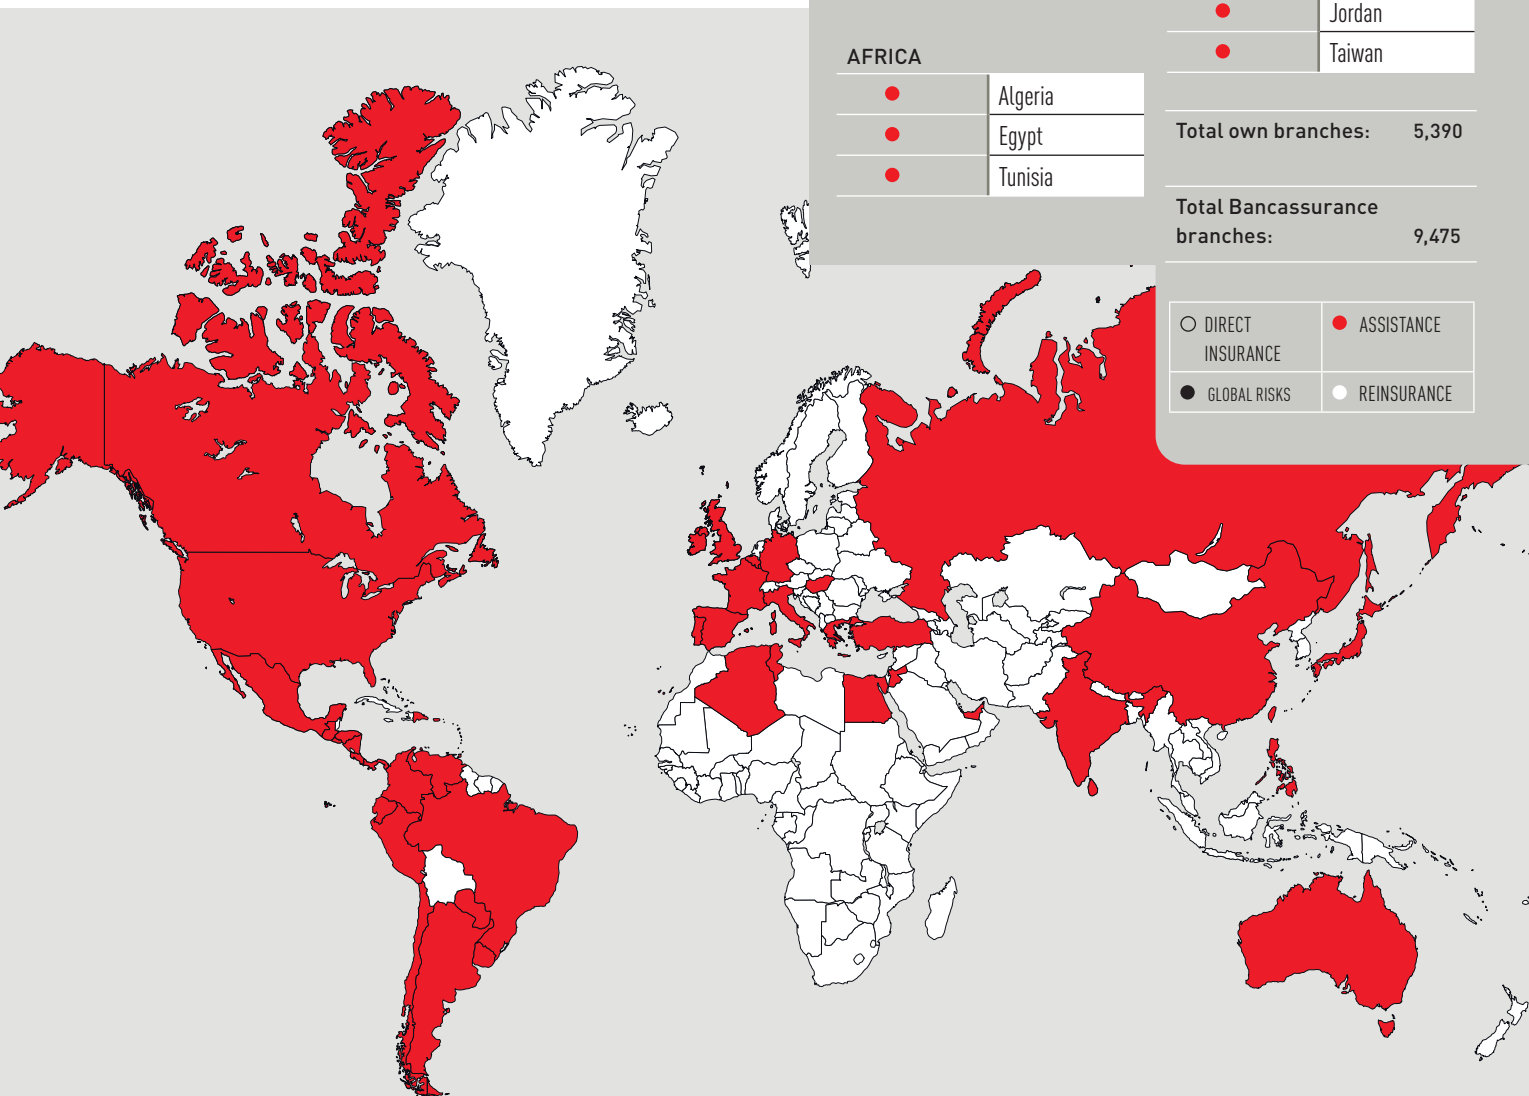 AFRICA
Algeria
Egypt
Tunisia
Jordan
Taiwan
Total own branches: 5,390
Total Bancassurance
branches: 9,475
DIRECT
INSURANCE
ASSISTANCE
GLOBAL RISKS
REINSURANCE